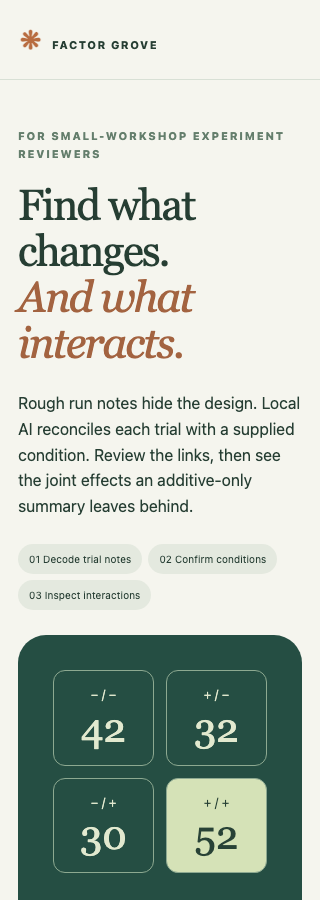 FACTOR GROVE
FOR SMALL-WORKSHOP EXPERIMENT
REVIEWERS
Find what
changes.
And what
interacts.
Rough run notes hide the design. Local
AI reconciles each trial with a supplied
condition. Review the links, then see
the joint effects an additive-only
summary leaves behind.
01 Decode trial notes
02 Confirm conditions
03 Inspect interactions
− / −
42
+ / −
32
− / +
30
+ / +
52